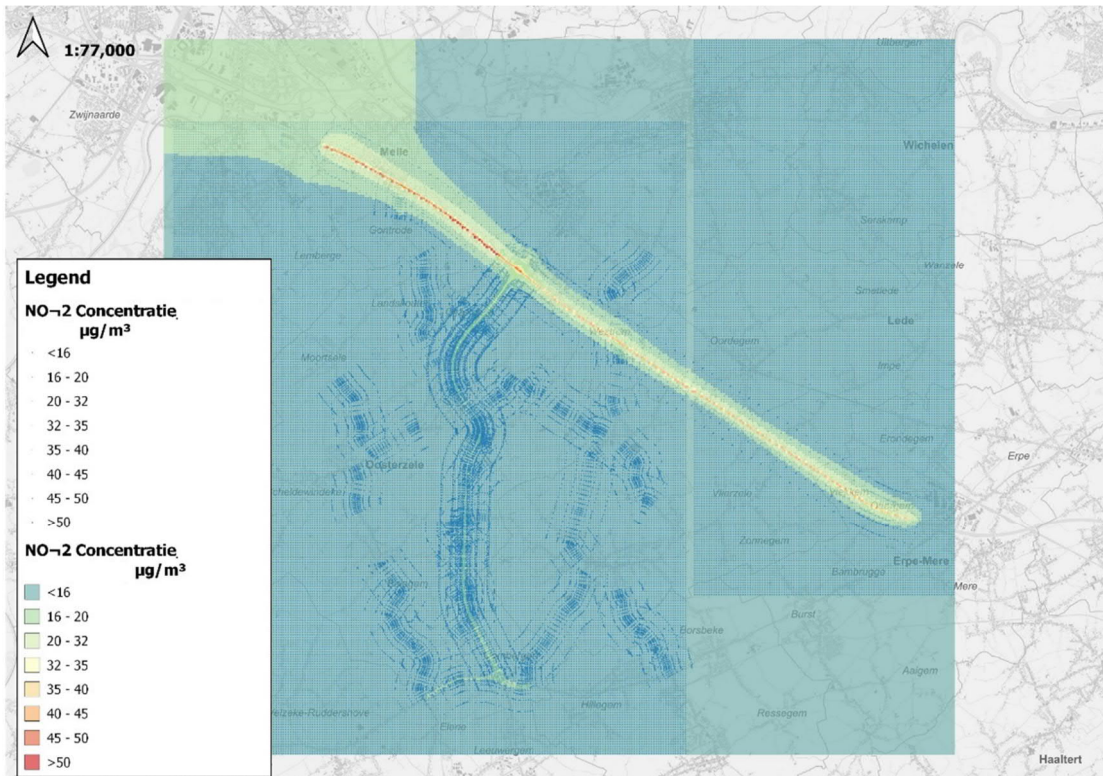 1:77,000
Uitbergen
Zwijnaarde
Melle
Wichelen
Gontrode
Serskamp
Lemberge
Wanzele
Smetlede
Landskouter
Lede
Oordegem
Moortsele
Impe
Erondegem
Erpe
Oosterzele
Vlierzele
Zonnegem
Erpe-Mere
Bambrugge
Mere
Burst
Borsbeke
Aaigem
Ressegem
Hillegem
Elene
Leeuwergem
Haaltert
Legend
NO¬2 Concentratie
µg/m³
<16
16 - 20
20 - 32
32 - 35
35 - 40
40 - 45
45 - 50
>50
NO¬2 Concentratie
µg/m³
<16
16 - 20
20 - 32
32 - 35
35 - 40
40 - 45
45 - 50
>50